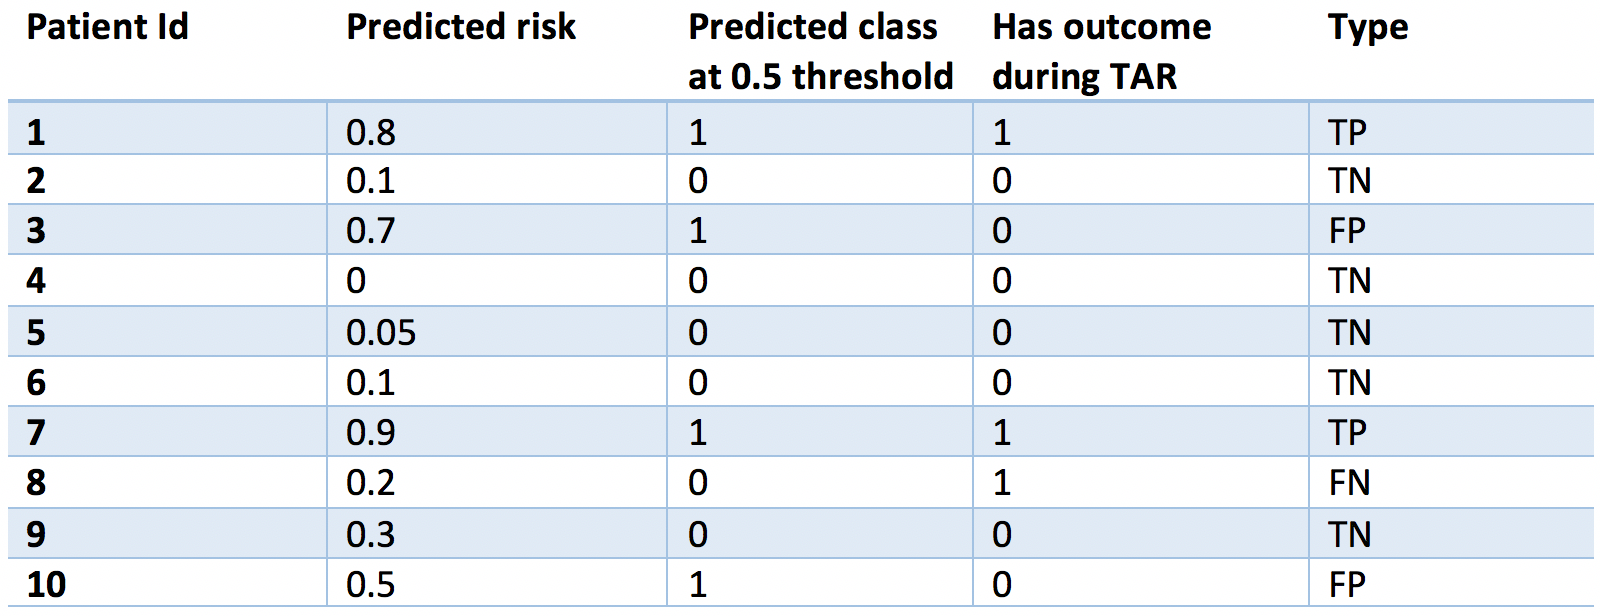 Patient Id Predicted risk Predicted class at 0.5 threshold Has outcome during TAR Type
1 0.8 1 1 TP
2 0.1 0 0 TN
3 0.7 1 0 FP
4 0 0 0 TN
5 0.05 0 0 TN
6 0.1 0 0 TN
7 0.9 1 1 TP
8 0.2 0 1 FN
9 0.3 0 0 TN
10 0.5 1 0 FP